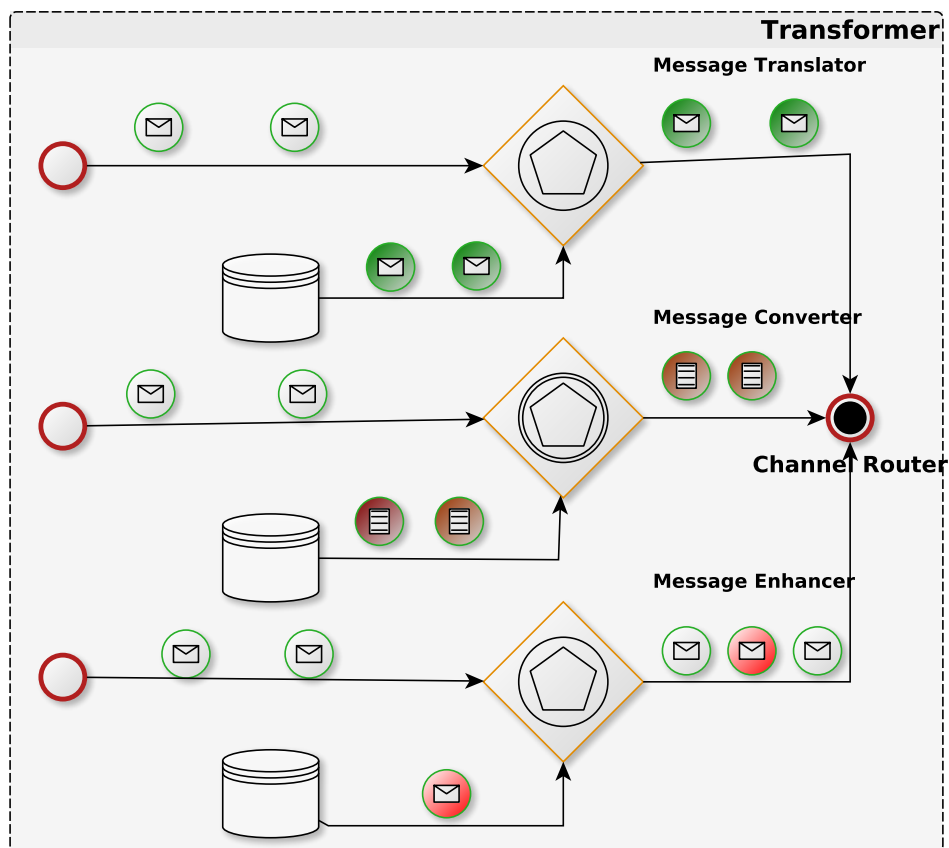 Transformer
Message Translator
Message Converter
Channel Router
Message Enhancer